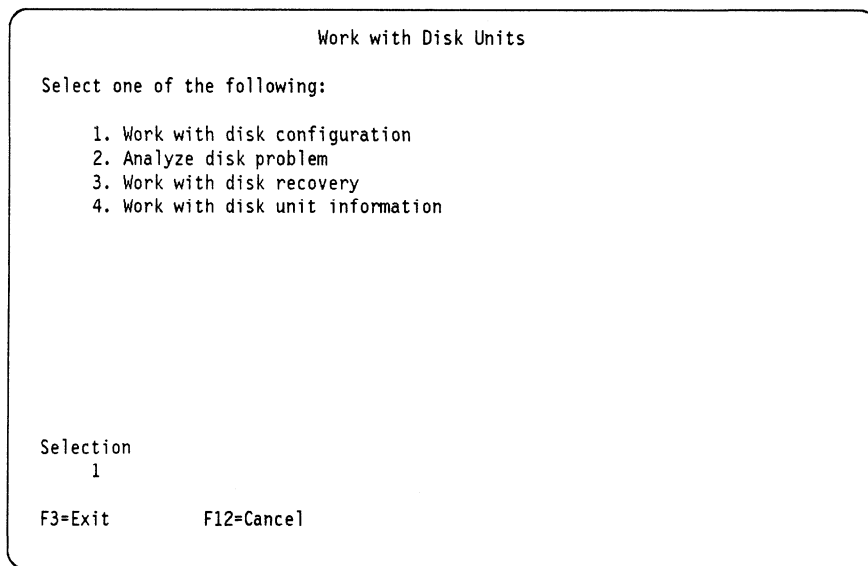 Work with Disk Units
Select one of the following:
1. Work with disk configuration
2. Analyze disk problem
3. Work with disk recovery
4. Work with disk unit information
Selection
1
F3=Exit F12=Cancel